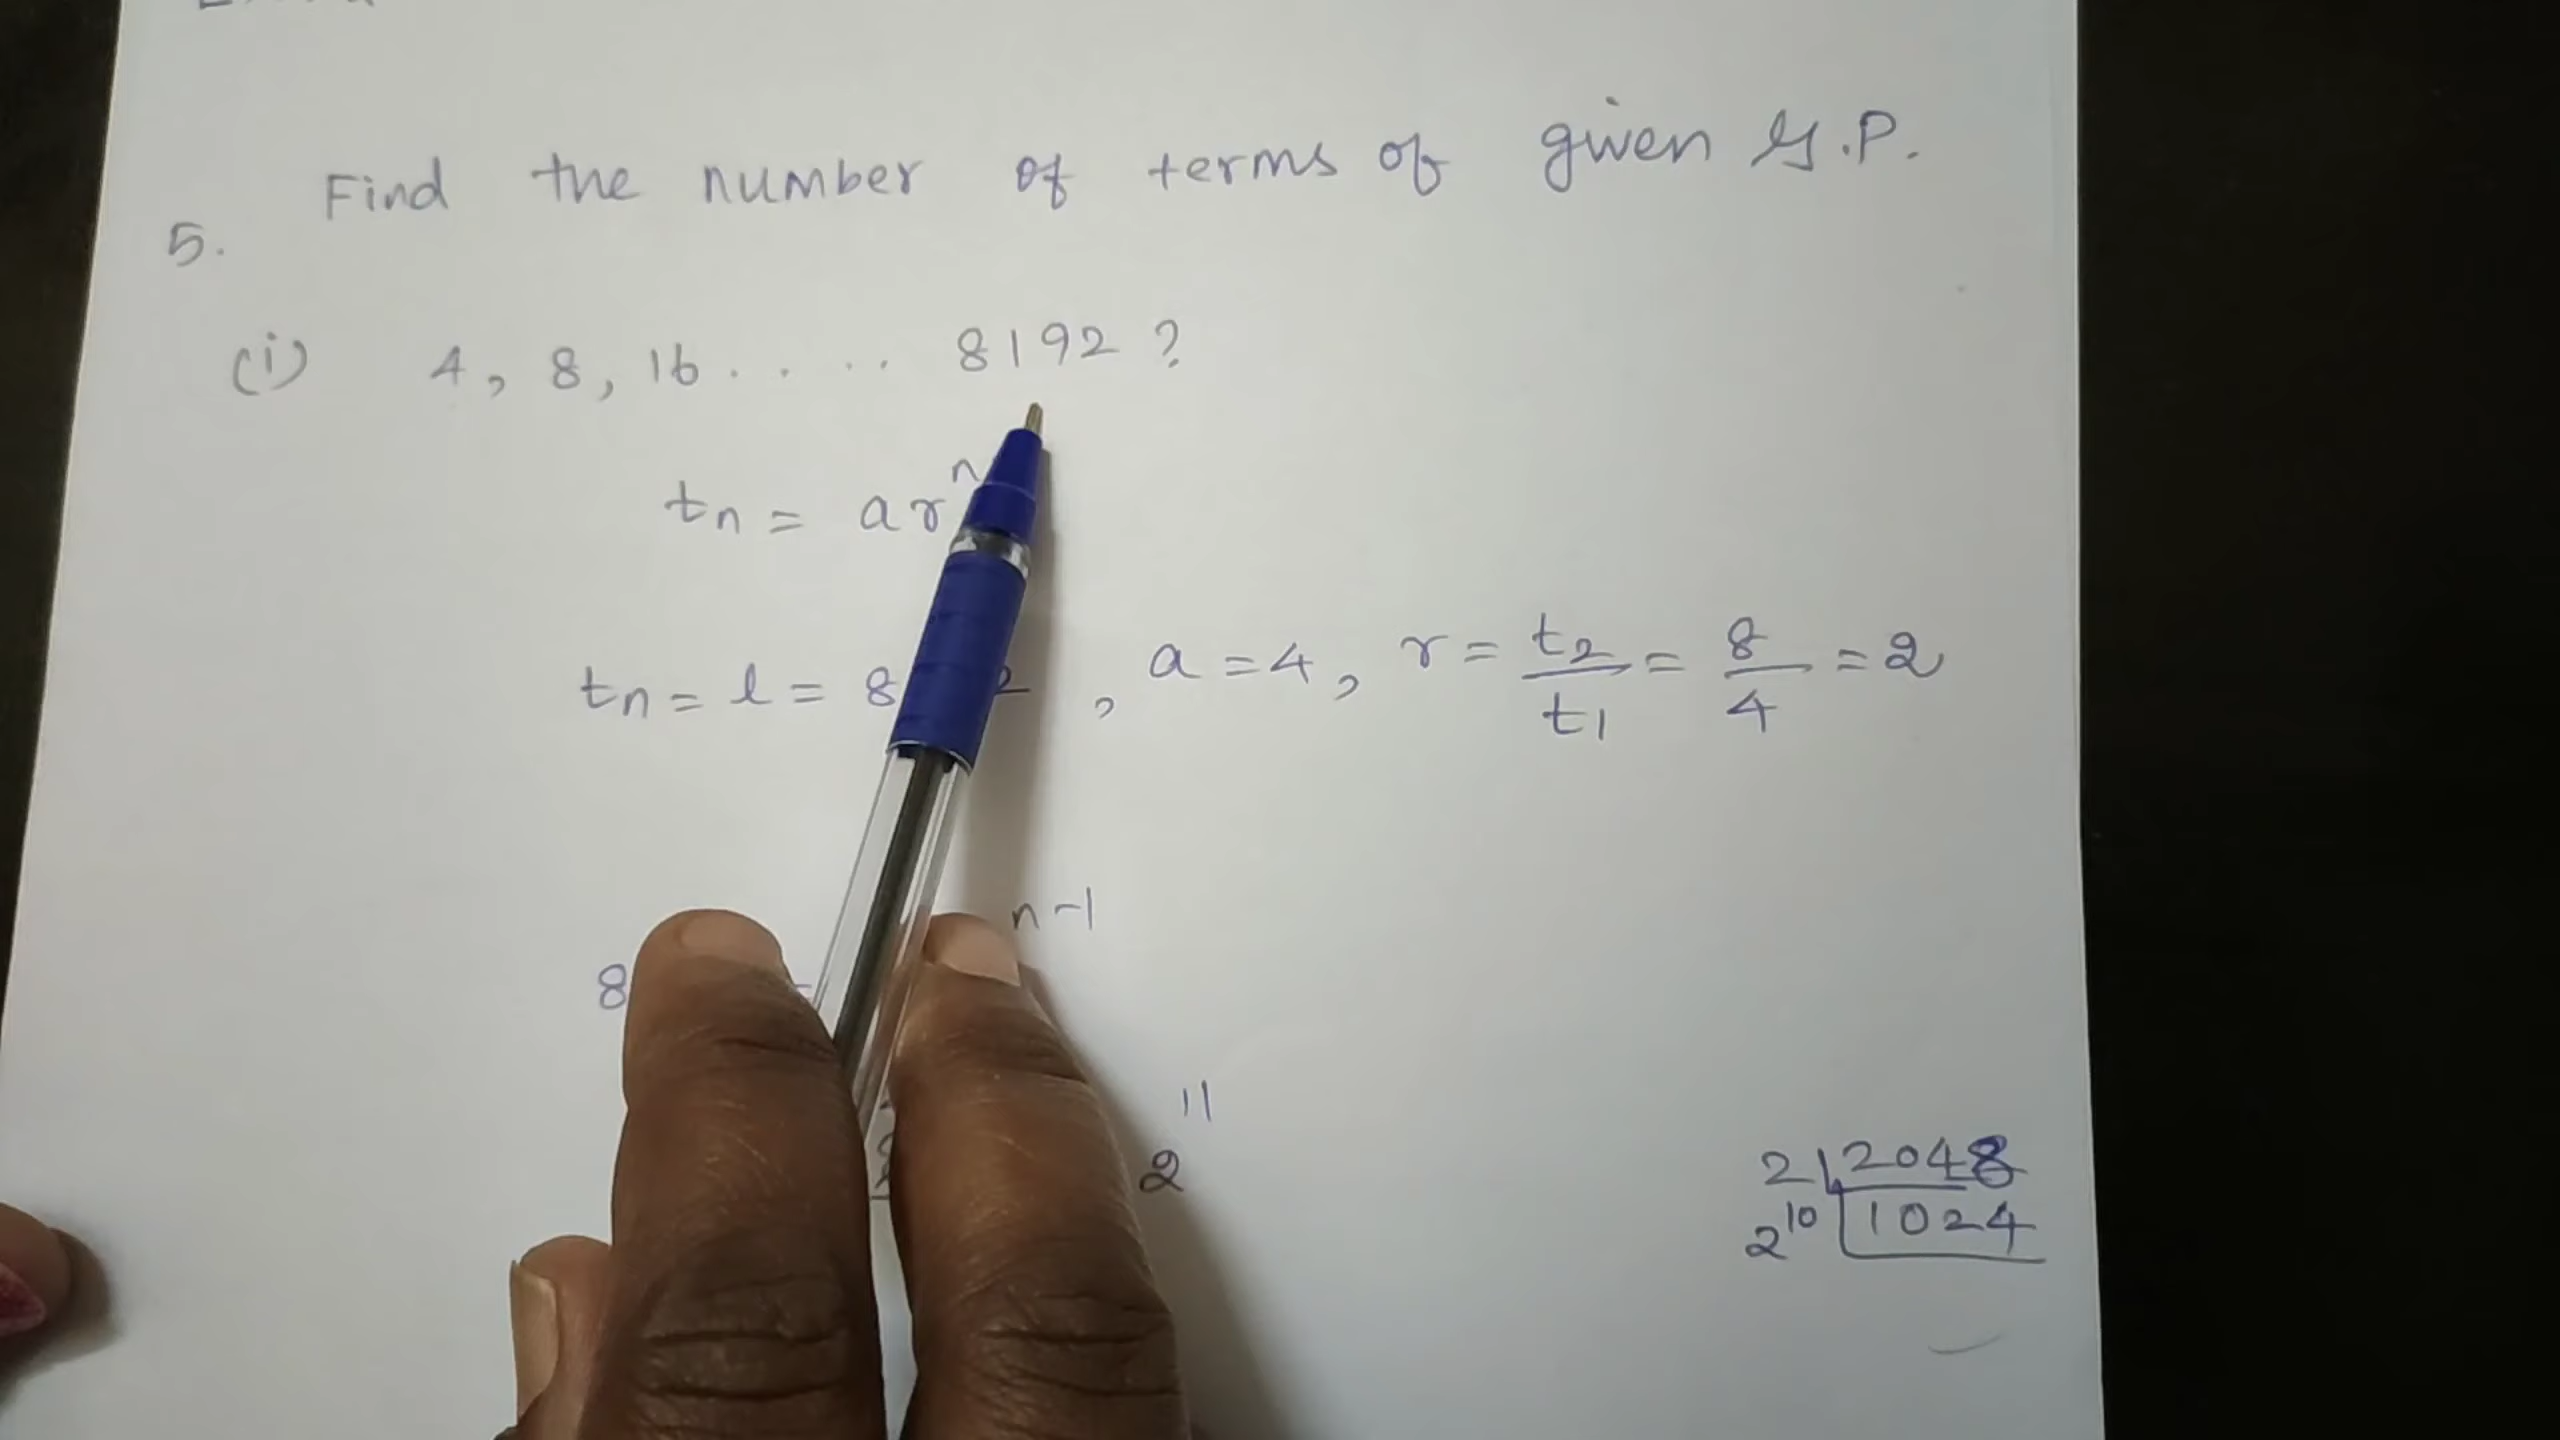 Find the number of terms of given G.P.
5.
(i) 4, 8, 16 . . . . . 8192 ?
tn = ar^n
tn = l = 8 2 , a = 4, r = t2/t1 = 8/4 = 2
n-1
8
2^11
2 | 2048
2^10 | 1024